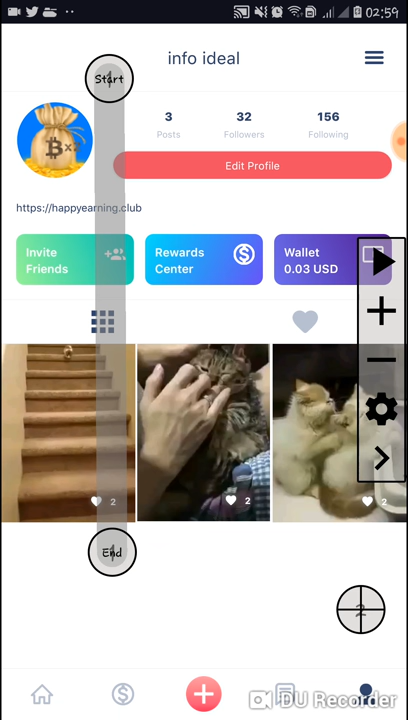 02:59
info ideal
Start
3
32
156
Posts
Followers
Following
Edit Profile
https://happyearning.club
Invite
Friends
Rewards
Center
Wallet
0.03 USD
2
2
2
End
2
DU Recorder